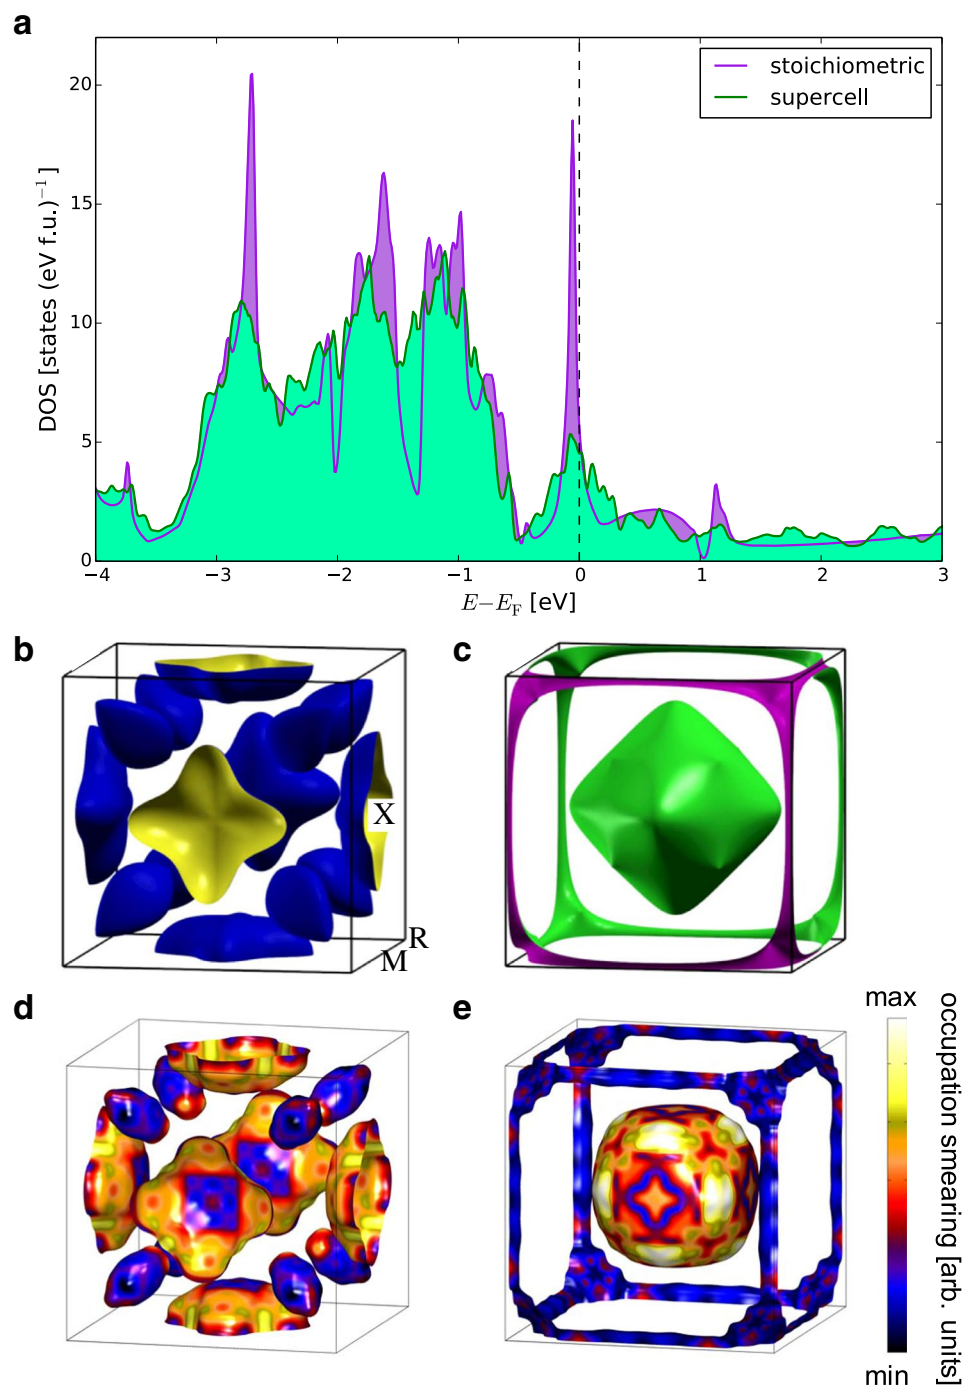 a
stoichiometric
supercell
20
15
10
5
0
DOS [states (eV f.u.)⁻¹]
−4 −3 −2 −1 0 1 2 3
E−E_F [eV]
b
c
X
R
M
d
e
max
min
occupation smearing [arb. units]